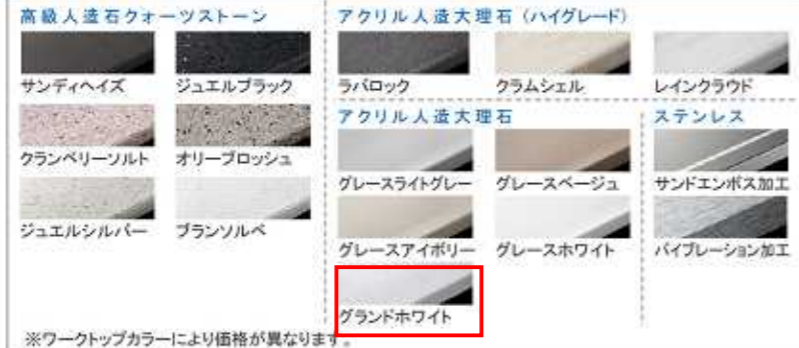 高級人造石クォーツストーン
サンディヘイズ
ジュエルブラック
クランベリーソルト
オリーブロッシュ
ジュエルシルバー
ブランソルベ
アクリル人造大理石 (ハイグレード)
ラバロック
クラムシェル
レインクラウド
アクリル人造大理石
グレースライトグレー
グレースベージュ
グレースアイボリー
グレースホワイト
グランドホワイト
ステンレス
サンドエンボス加工
バイブレーション加工
※ワークトップカラーにより価格が異なります。